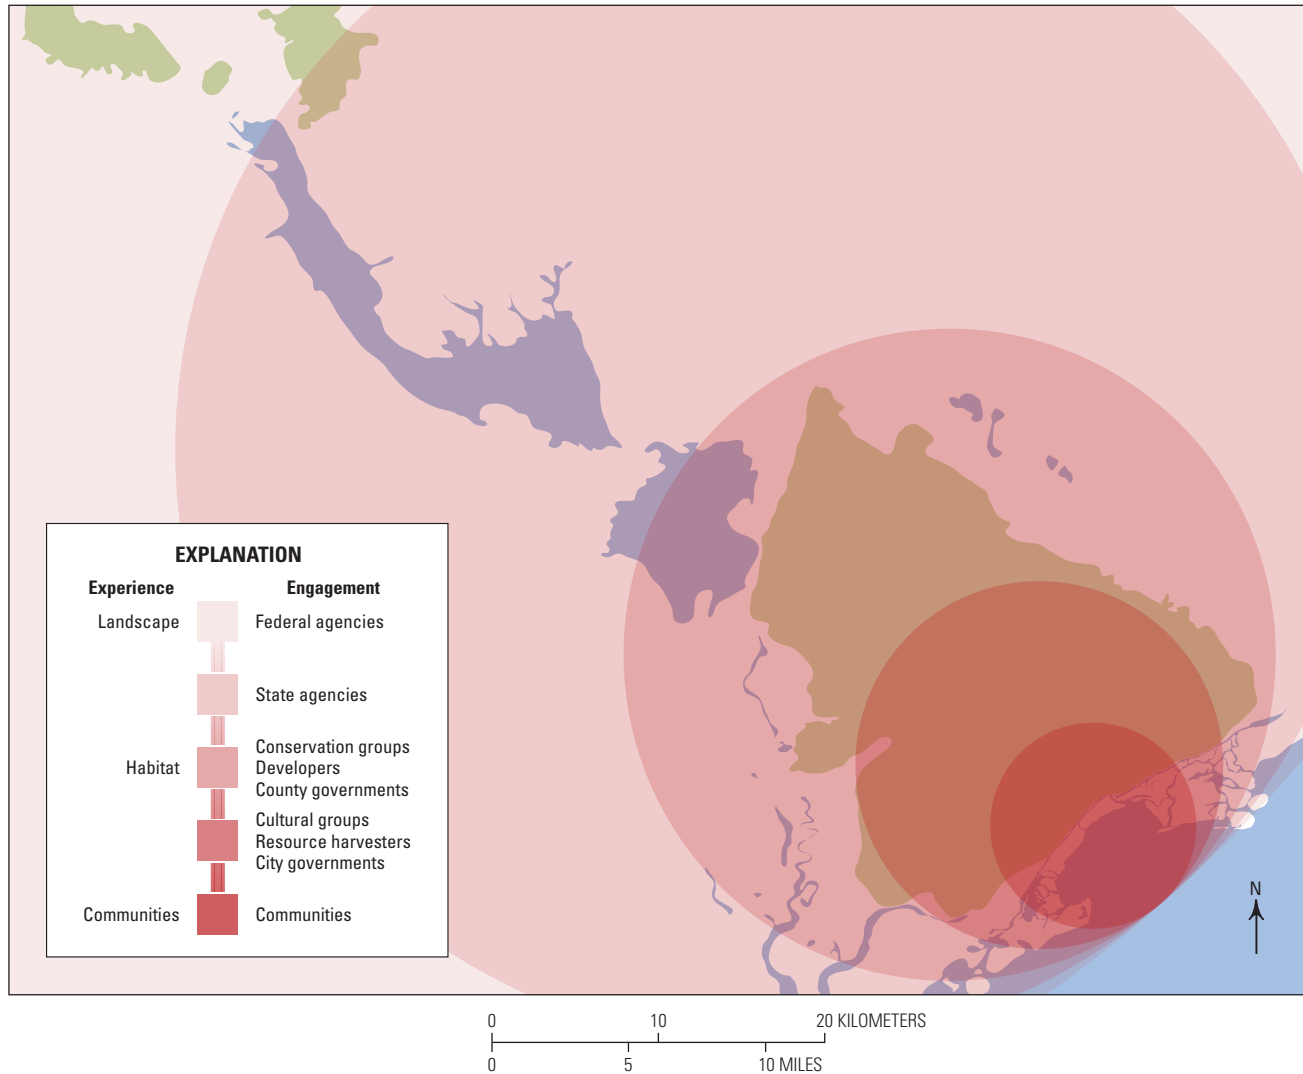 EXPLANATION
Experience Engagement
Landscape Federal agencies
State agencies
Habitat
Conservation groups
Developers
County governments
Cultural groups
Resource harvesters
City governments
Communities Communities
N
0 10 20 KILOMETERS
0 5 10 MILES